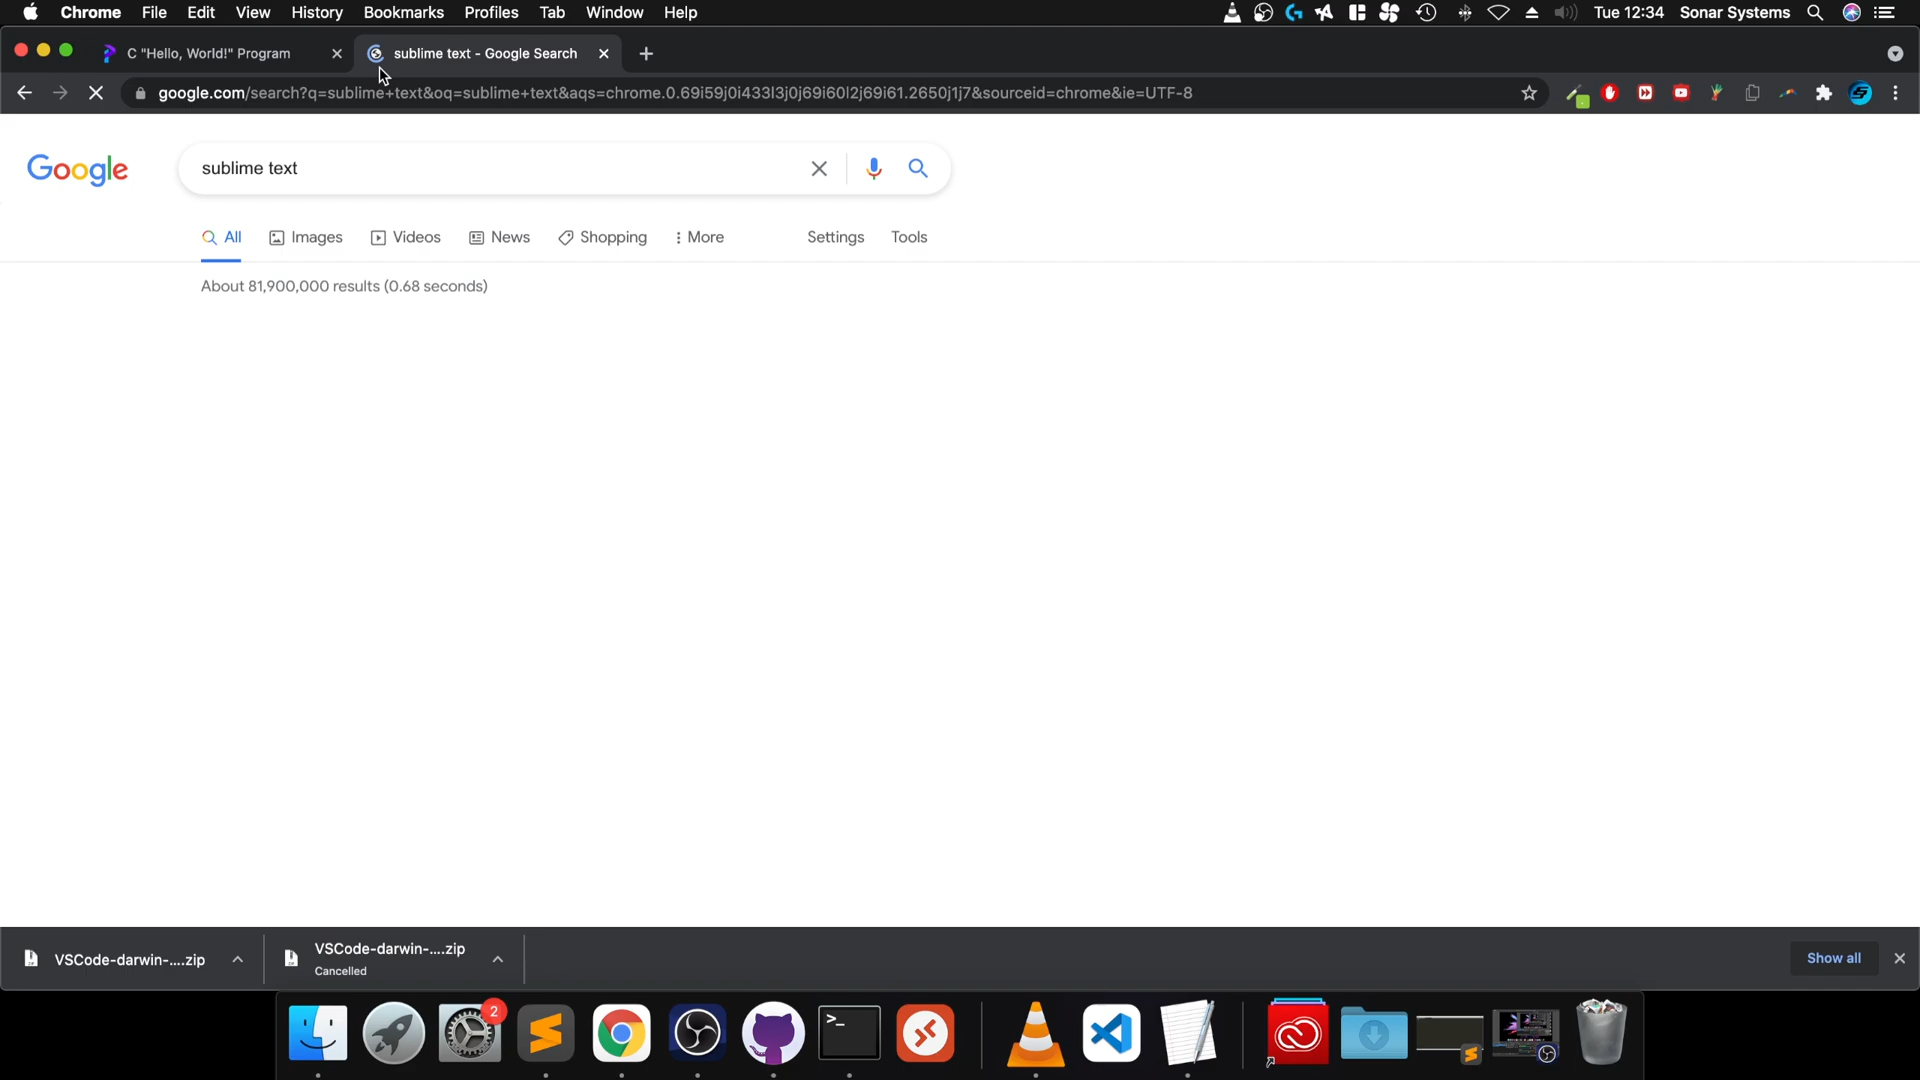 Chrome File Edit View History Bookmarks Profiles Tab Window Help Tue 12:34 Sonar Systems
C "Hello, World!" Program sublime text - Google Search
google.com/search?q=sublime+text&oq=sublime+text&aqs=chrome.0.69i59j0i433l3j0j69i60l2j69i61.2650j1j7&sourceid=chrome&ie=UTF-8
Google sublime text
All Images Videos News Shopping More Settings Tools
About 81,900,000 results (0.68 seconds)
VSCode-darwin-....zip
VSCode-darwin-....zip
Cancelled
Show all
2